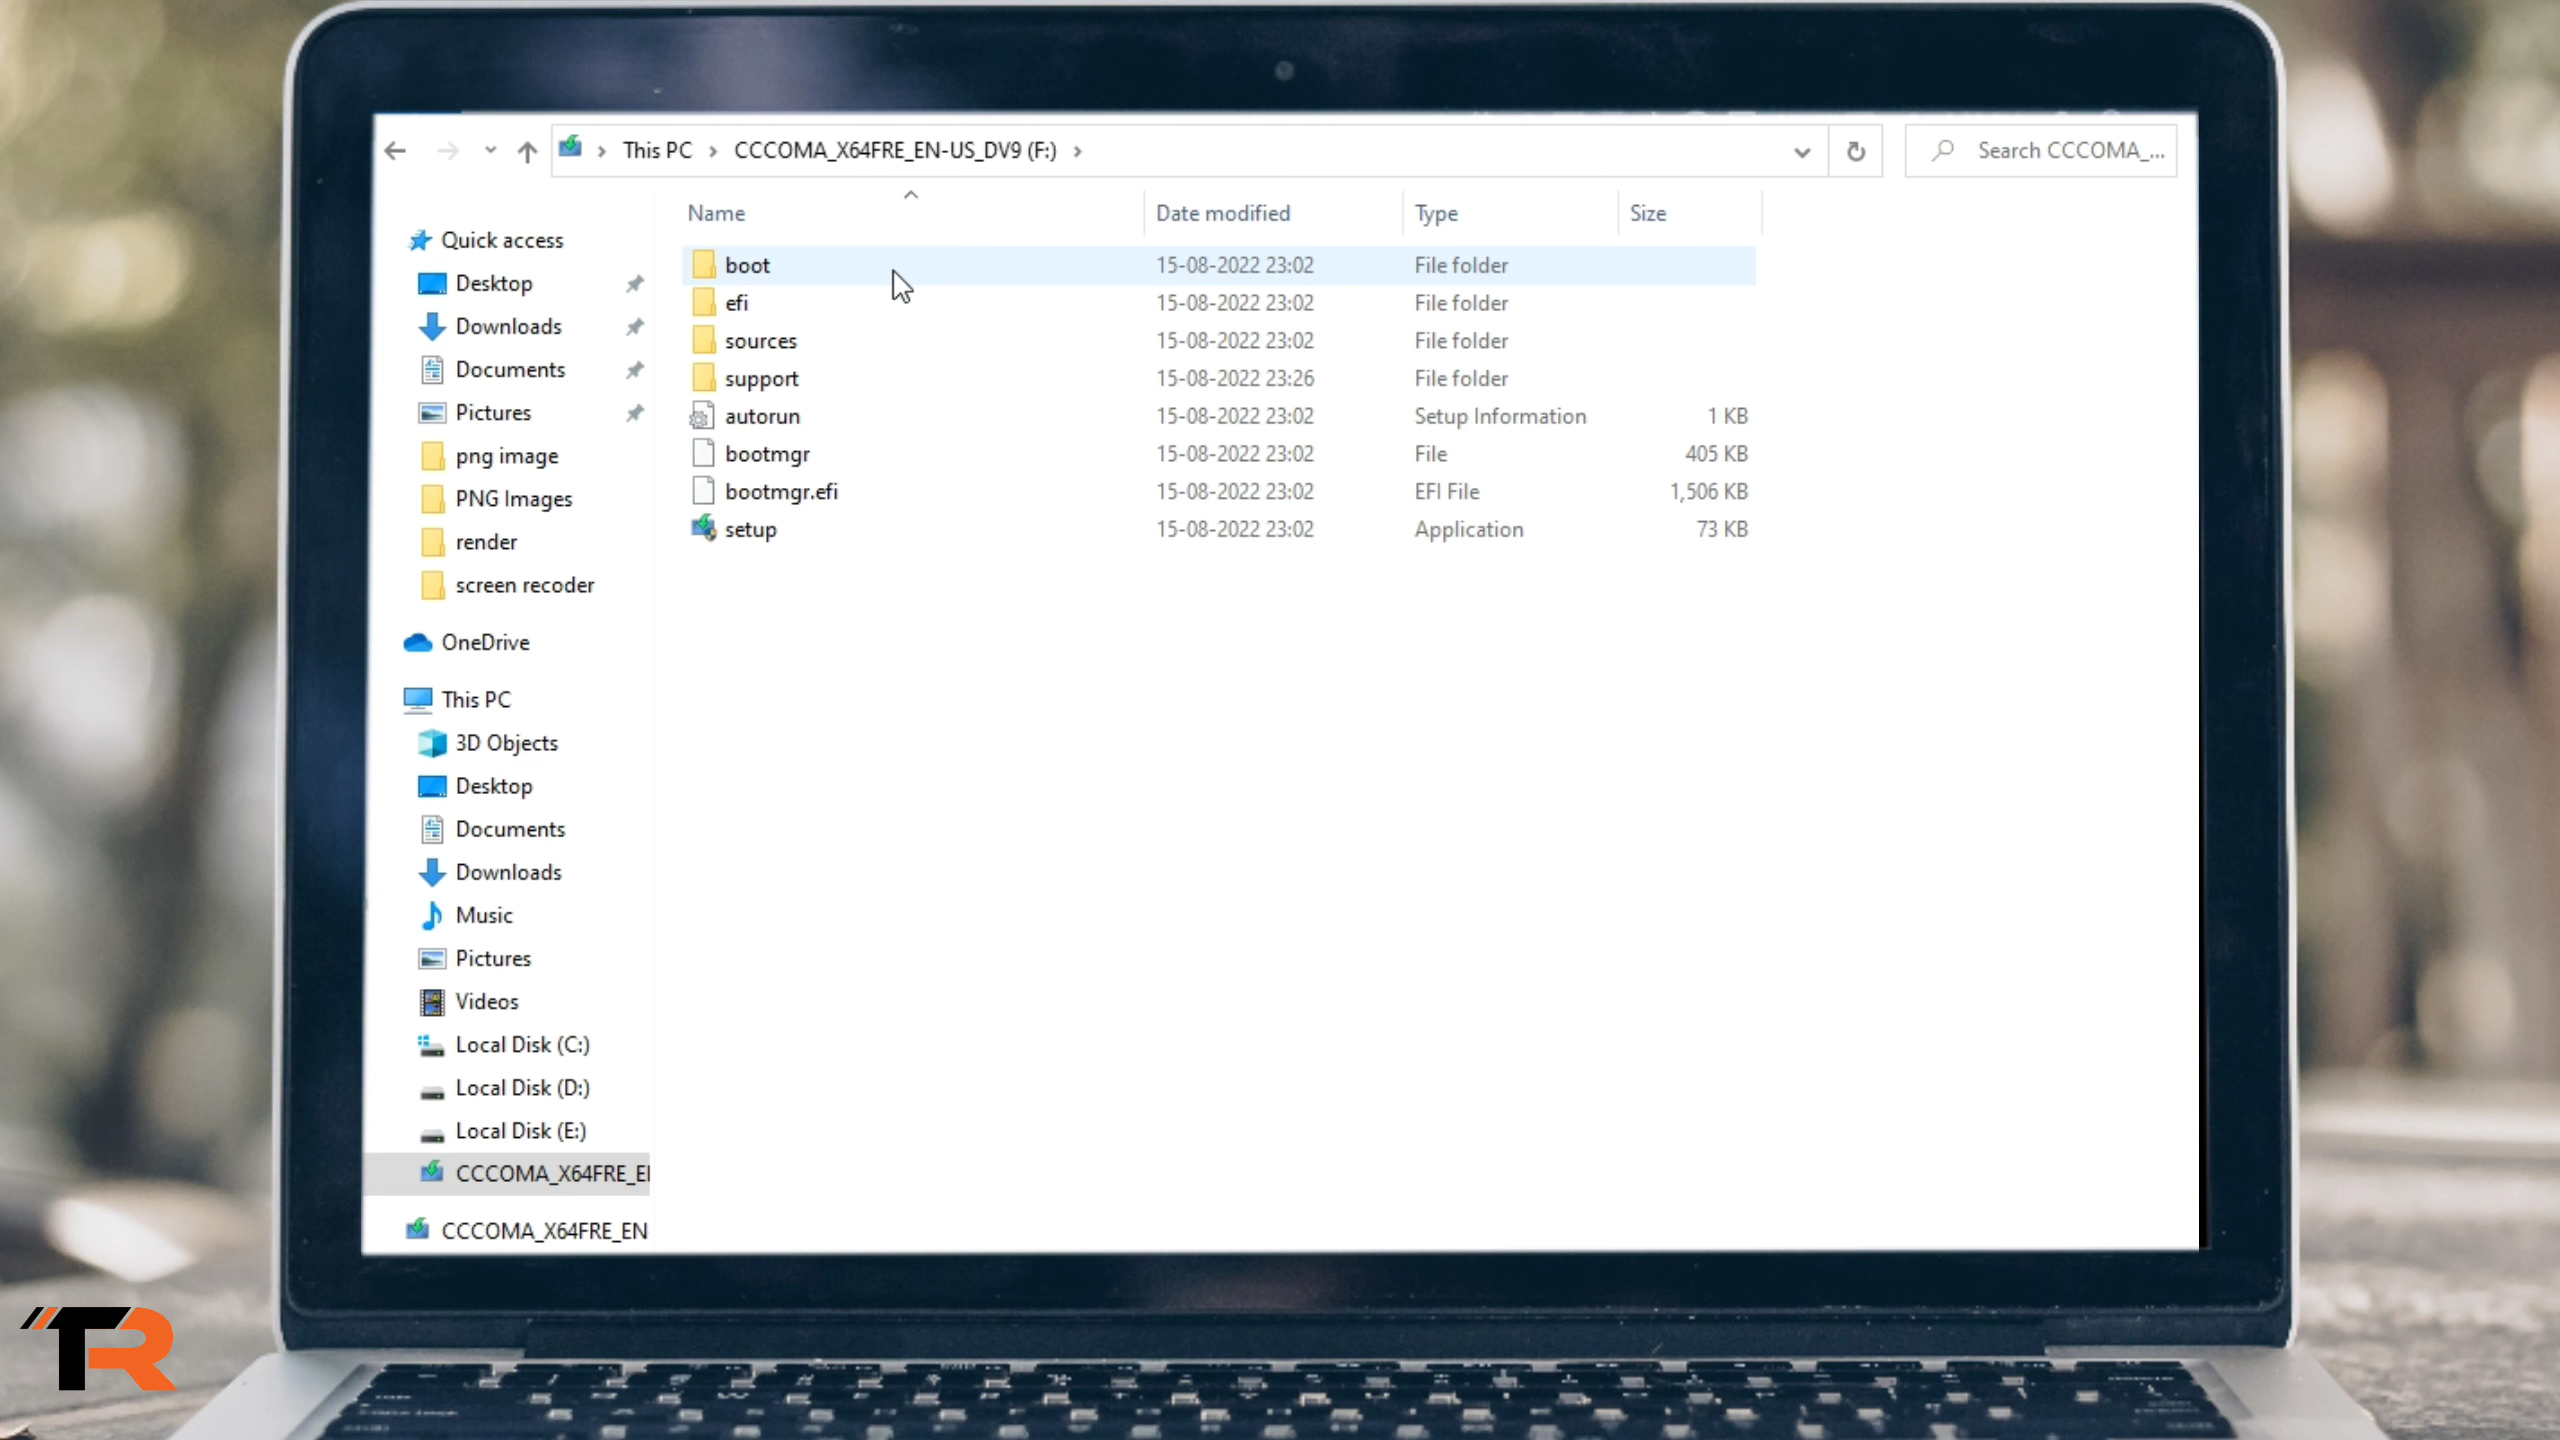 This PC
CCCOMA_X64FRE_EN-US_DV9 (F:)
Search CCCOMA_...
Name Date modified Type Size
Quick access
Desktop
Downloads
Documents
Pictures
png image
PNG Images
render
screen recoder
OneDrive
This PC
3D Objects
Desktop
Documents
Downloads
Music
Pictures
Videos
Local Disk (C:)
Local Disk (D:)
Local Disk (E:)
CCCOMA_X64FRE_E
CCCOMA_X64FRE_EN
boot 15-08-2022 23:02 File folder
efi 15-08-2022 23:02 File folder
sources 15-08-2022 23:02 File folder
support 15-08-2022 23:26 File folder
autorun 15-08-2022 23:02 Setup Information 1 KB
bootmgr 15-08-2022 23:02 File 405 KB
bootmgr.efi 15-08-2022 23:02 EFI File 1,506 KB
setup 15-08-2022 23:02 Application 73 KB
TR